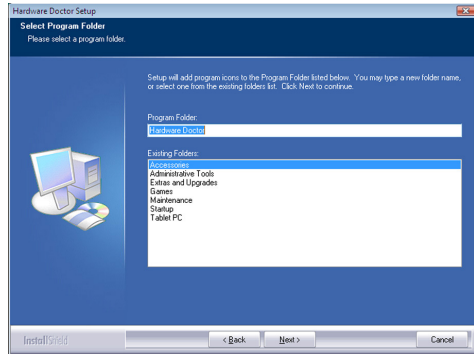 Hardware Doctor Setup
Select Program Folder
Please select a program folder.
Setup will add program icons to the Program Folder listed below. You may type a new folder name,
or select one from the existing folders list. Click Next to continue.
Program Folder:
Hardware Doctor
Existing Folders:
Accessories
Administrative Tools
Extras and Upgrades
Games
Maintenance
Startup
Tablet PC
InstallShield
< Back
Next >
Cancel